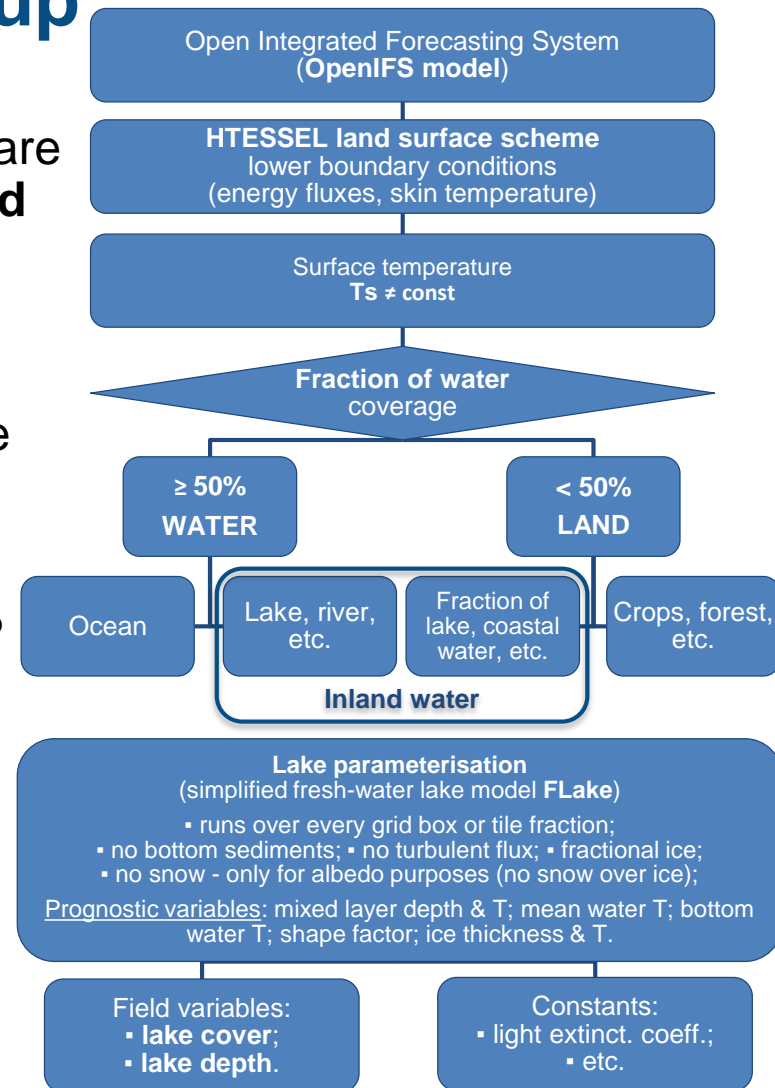 up
Open Integrated Forecasting System
(OpenIFS model)
are
d
HTESSEL land surface scheme
lower boundary conditions
(energy fluxes, skin temperature)
Surface temperature
Ts ≠ const
Fraction of water
coverage
e
≥ 50%
WATER
< 50%
LAND
Ocean
Lake, river,
etc.
Fraction of
lake, coastal
water, etc.
Crops, forest,
etc.
Inland water
Lake parameterisation
(simplified fresh-water lake model FLake)
▪ runs over every grid box or tile fraction;
▪ no bottom sediments; ▪ no turbulent flux; ▪ fractional ice;
▪ no snow - only for albedo purposes (no snow over ice);
Prognostic variables: mixed layer depth & T; mean water T; bottom
water T; shape factor; ice thickness & T.
Field variables:
▪ lake cover;
▪ lake depth.
Constants:
▪ light extinct. coeff.;
▪ etc.